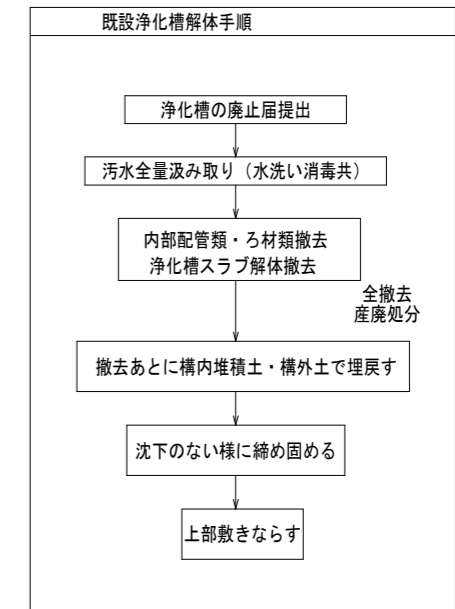 既設浄化槽解体手順
浄化槽の廃止届提出
汚水全量汲み取り（水洗い消毒共）
内部配管類・ろ材類撤去
浄化槽スラブ解体撤去
全撤去
産廃処分
撤去あとに構内堆積土・構外土で埋戻す
沈下のない様に締め固める
上部敷きならす